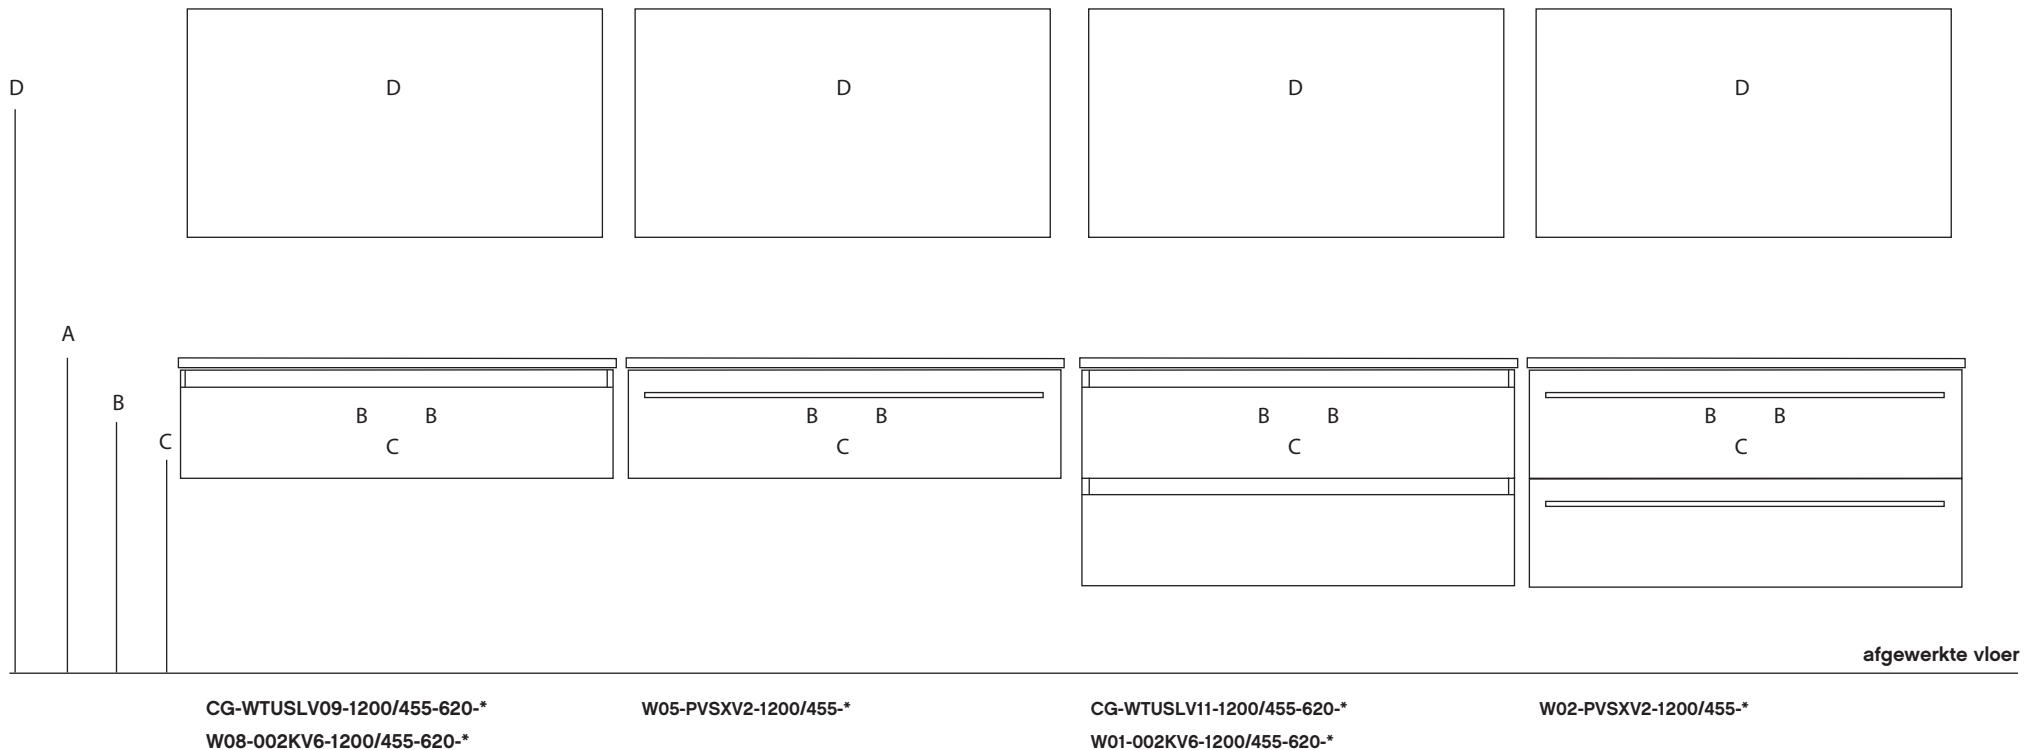 D D D D
D
A
B
B B B B B B B B
C
C C C C
afgewerkte vloer
CG-WTUSLV09-1200/455-620-* W05-PVSXV2-1200/455-* CG-WTUSLV11-1200/455-620-* W02-PVSXV2-1200/455-*
W08-002KV6-1200/455-620-* W01-002KV6-1200/455-620-*